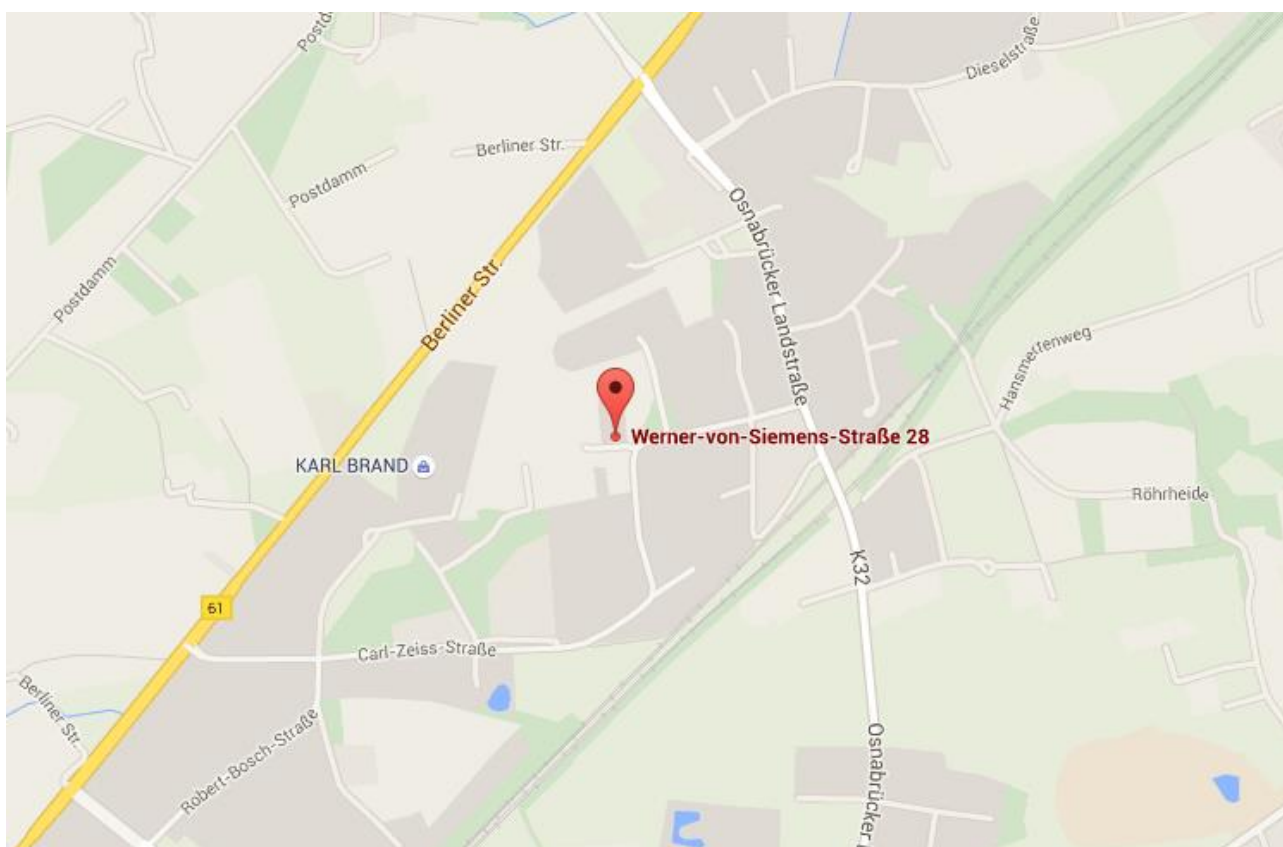 Post
Dieselstraße
Berliner Str.
Postdamm
Osnabrücker Landstraße
Postdamm
Berliner Str.
Hansmertenweg
Werner-von-Siemens-Straße 28
KARL BRAND
Röhrheide
K32
61
Carl-Zeiss-Straße
Berliner Str.
Robert-Bosch-Straße
Osnabrücker